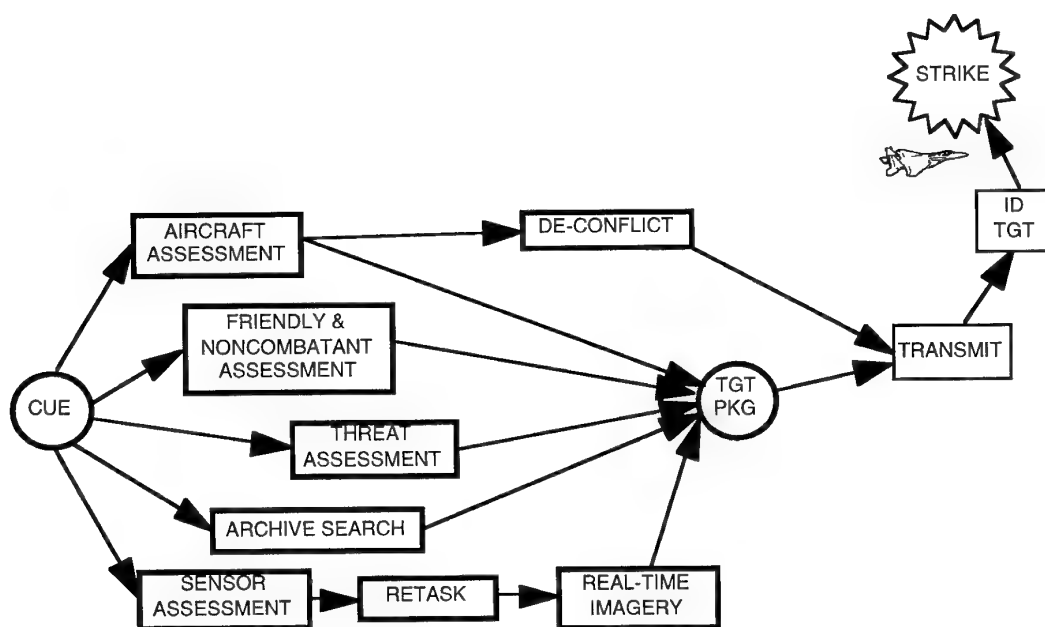 STRIKE
ID
TGT
AIRCRAFT
ASSESSMENT
DE-CONFLICT
FRIENDLY &
NONCOMBATANT
ASSESSMENT
TRANSMIT
TGT
PKG
CUE
THREAT
ASSESSMENT
ARCHIVE SEARCH
SENSOR
ASSESSMENT
RETASK
REAL-TIME
IMAGERY